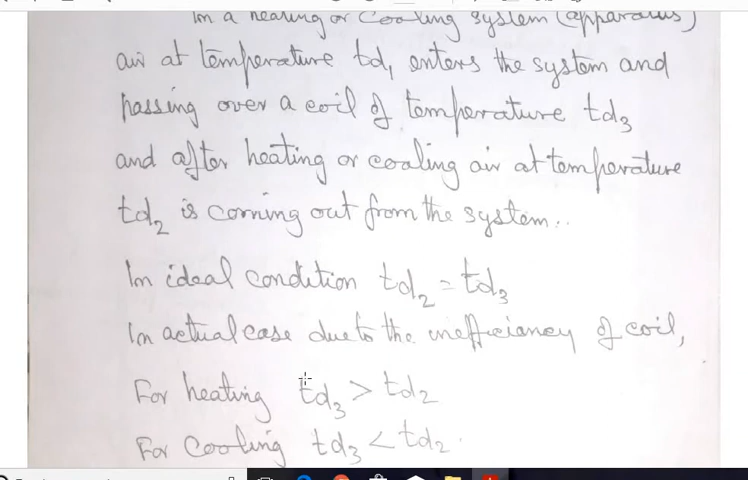 In a heating or cooling system (apparatus)
air at temperature td₁ enters the system and
passing over a coil of temperature td₃
and after heating or cooling air at temperature
td₂ is coming out from the system..
In ideal condition td₂ = td₃
In actual case due to the inefficiency of coil,
For heating td₃ > td₂
For cooling td₃ < td₂.